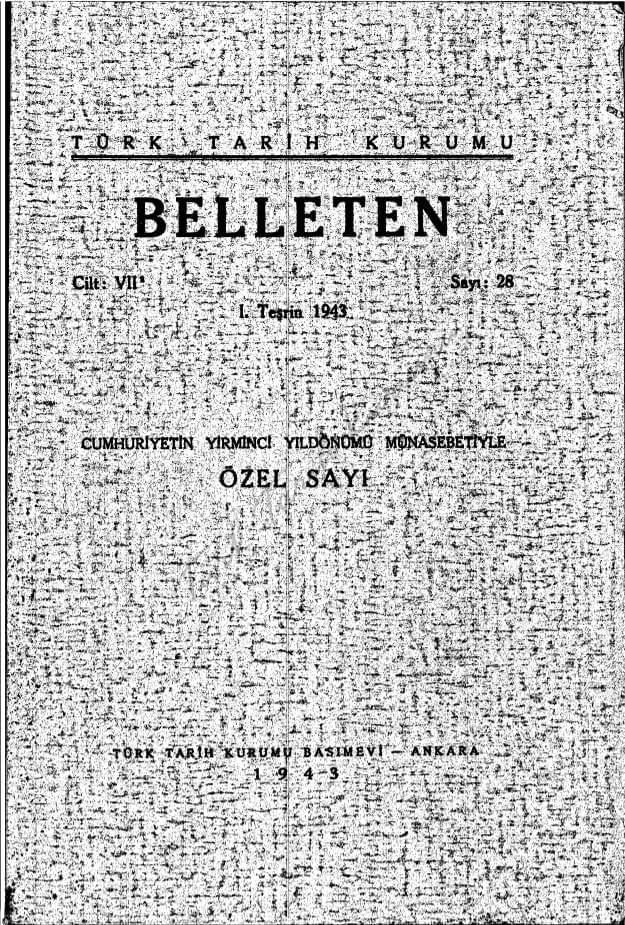 TÜRK TARİH KURUMU
BELLETEN
Cilt: VII Sayı: 28
I. Teşrin 1943
CUMHURİYETİN YİRMİNCİ YILDÖNÜMÜ MÜNASEBETİYLE
ÖZEL SAYI
TÜRK TARİH KURUMU BASIMEVİ — ANKARA
1943